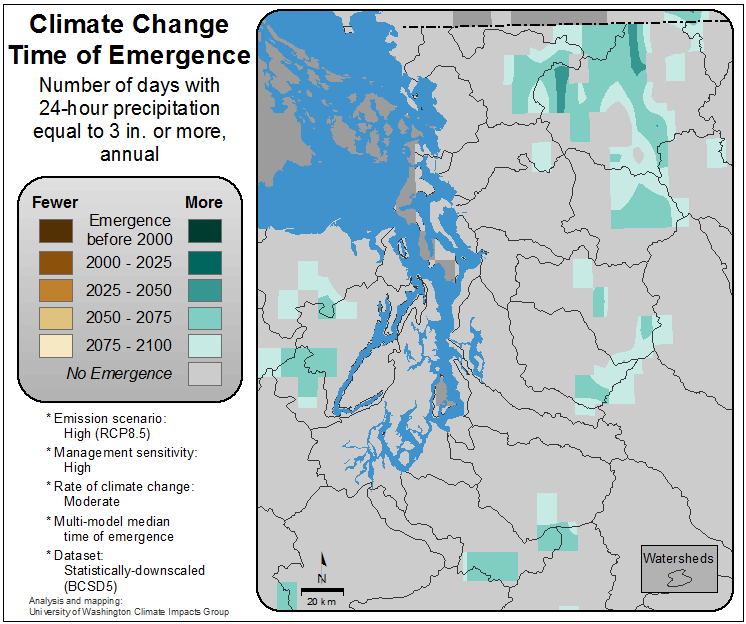 Climate Change
Time of Emergence
Number of days with
24-hour precipitation
equal to 3 in. or more,
annual
Fewer More
Emergence
before 2000
2000 - 2025
2025 - 2050
2050 - 2075
2075 - 2100
No Emergence
* Emission scenario:
High (RCP8.5)
* Management sensitivity:
High
* Rate of climate change:
Moderate
* Multi-model median
time of emergence
* Dataset:
Statistically-downscaled
(BCSD5)
Analysis and mapping:
University of Washington Climate Impacts Group
N
20 km
Watersheds